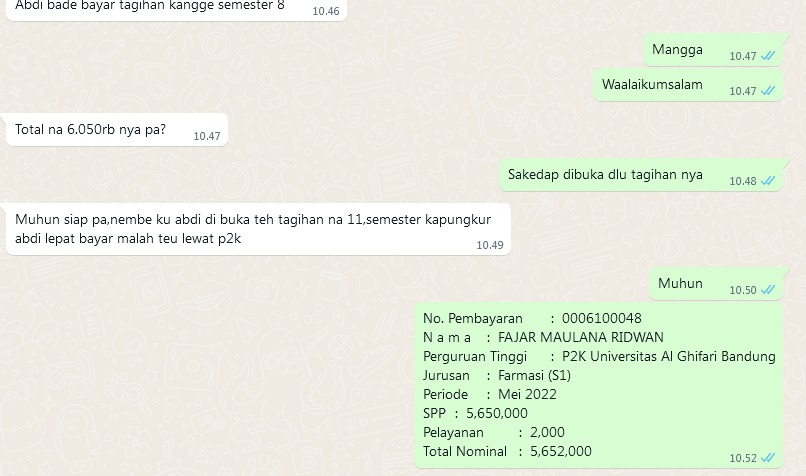 Abdi bade bayar tagihan kangge semester 8
10.46
Mangga
10.47
Waalaikumsalam
10.47
Total na 6.050rb nya pa?
10.47
Sakedap dibuka dlu tagihan nya
10.48
Muhun siap pa,nembe ku abdi di buka teh tagihan na 11,semester kapungkur
abdi lepat bayar malah teu lewat p2k
10.49
Muhun
10.50
No. Pembayaran : 0006100048
N a m a : FAJAR MAULANA RIDWAN
Perguruan Tinggi : P2K Universitas Al Ghifari Bandung
Jurusan : Farmasi (S1)
Periode : Mei 2022
SPP : 5,650,000
Pelayanan : 2,000
Total Nominal : 5,652,000
10.52